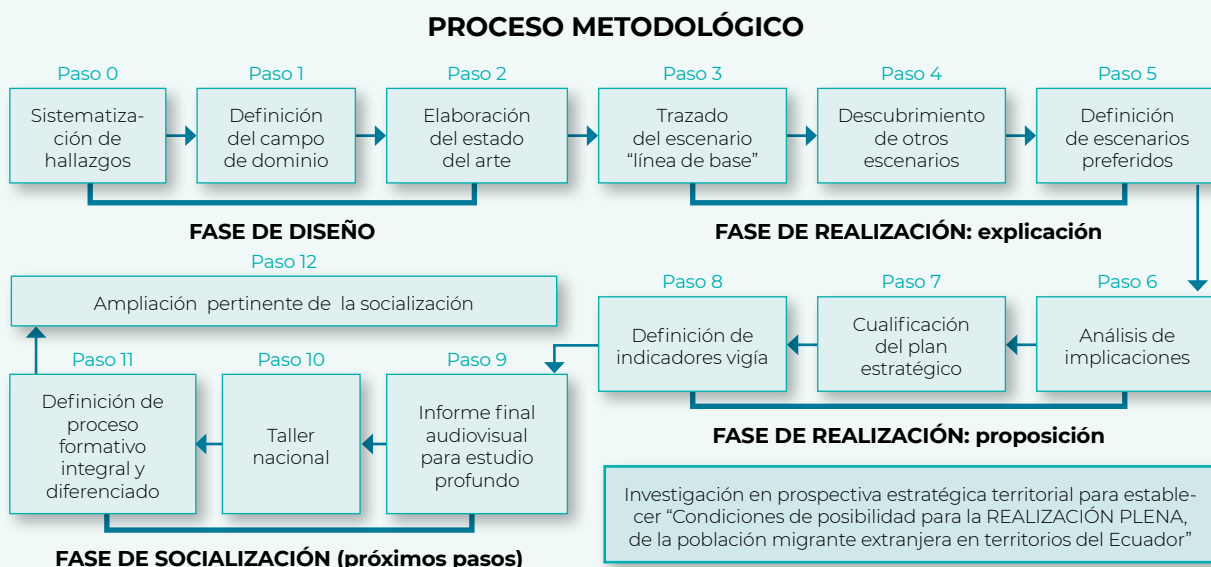 PROCESO METODOLÓGICO
Paso 0
Sistematiza-
ción de
hallazgos
Paso 1
Definición
del campo
de dominio
Paso 2
Elaboración
del estado
del arte
FASE DE DISEÑO
Paso 3
Trazado
del escenario
“línea de base”
Paso 4
Descubrimiento
de otros
escenarios
Paso 5
Definición
de escenarios
preferidos
FASE DE REALIZACIÓN: explicación
Paso 6
Análisis de
implicaciones
Paso 7
Cualificación
del plan
estratégico
Paso 8
Definición de
indicadores vigía
FASE DE REALIZACIÓN: proposición
Paso 9
Informe final
audiovisual
para estudio
profundo
Paso 10
Taller
nacional
Paso 11
Definición de
proceso
formativo
integral y
diferenciado
Paso 12
Ampliación pertinente de la socialización
FASE DE SOCIALIZACIÓN (próximos pasos)
Investigación en prospectiva estratégica territorial para estable-
cer “Condiciones de posibilidad para la REALIZACIÓN PLENA,
de la población migrante extranjera en territorios del Ecuador”